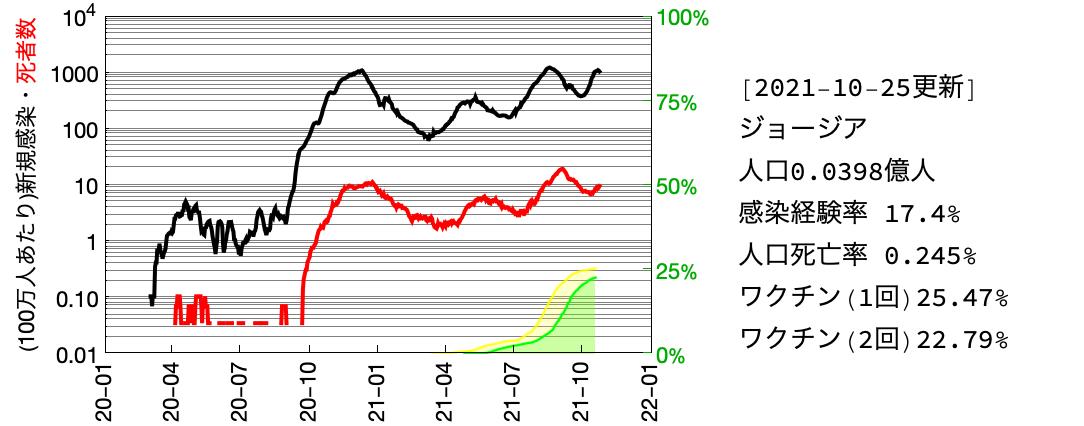 10^4
1000
100
10
1
0.10
0.01
(100万人あたり)新規感染・死者数
100%
75%
50%
25%
0%
20-01
20-04
20-07
20-10
21-01
21-04
21-07
21-10
22-01
[2021-10-25更新]
ジョージア
人口0.0398億人
感染経験率 17.4%
人口死亡率 0.245%
ワクチン(1回)25.47%
ワクチン(2回)22.79%